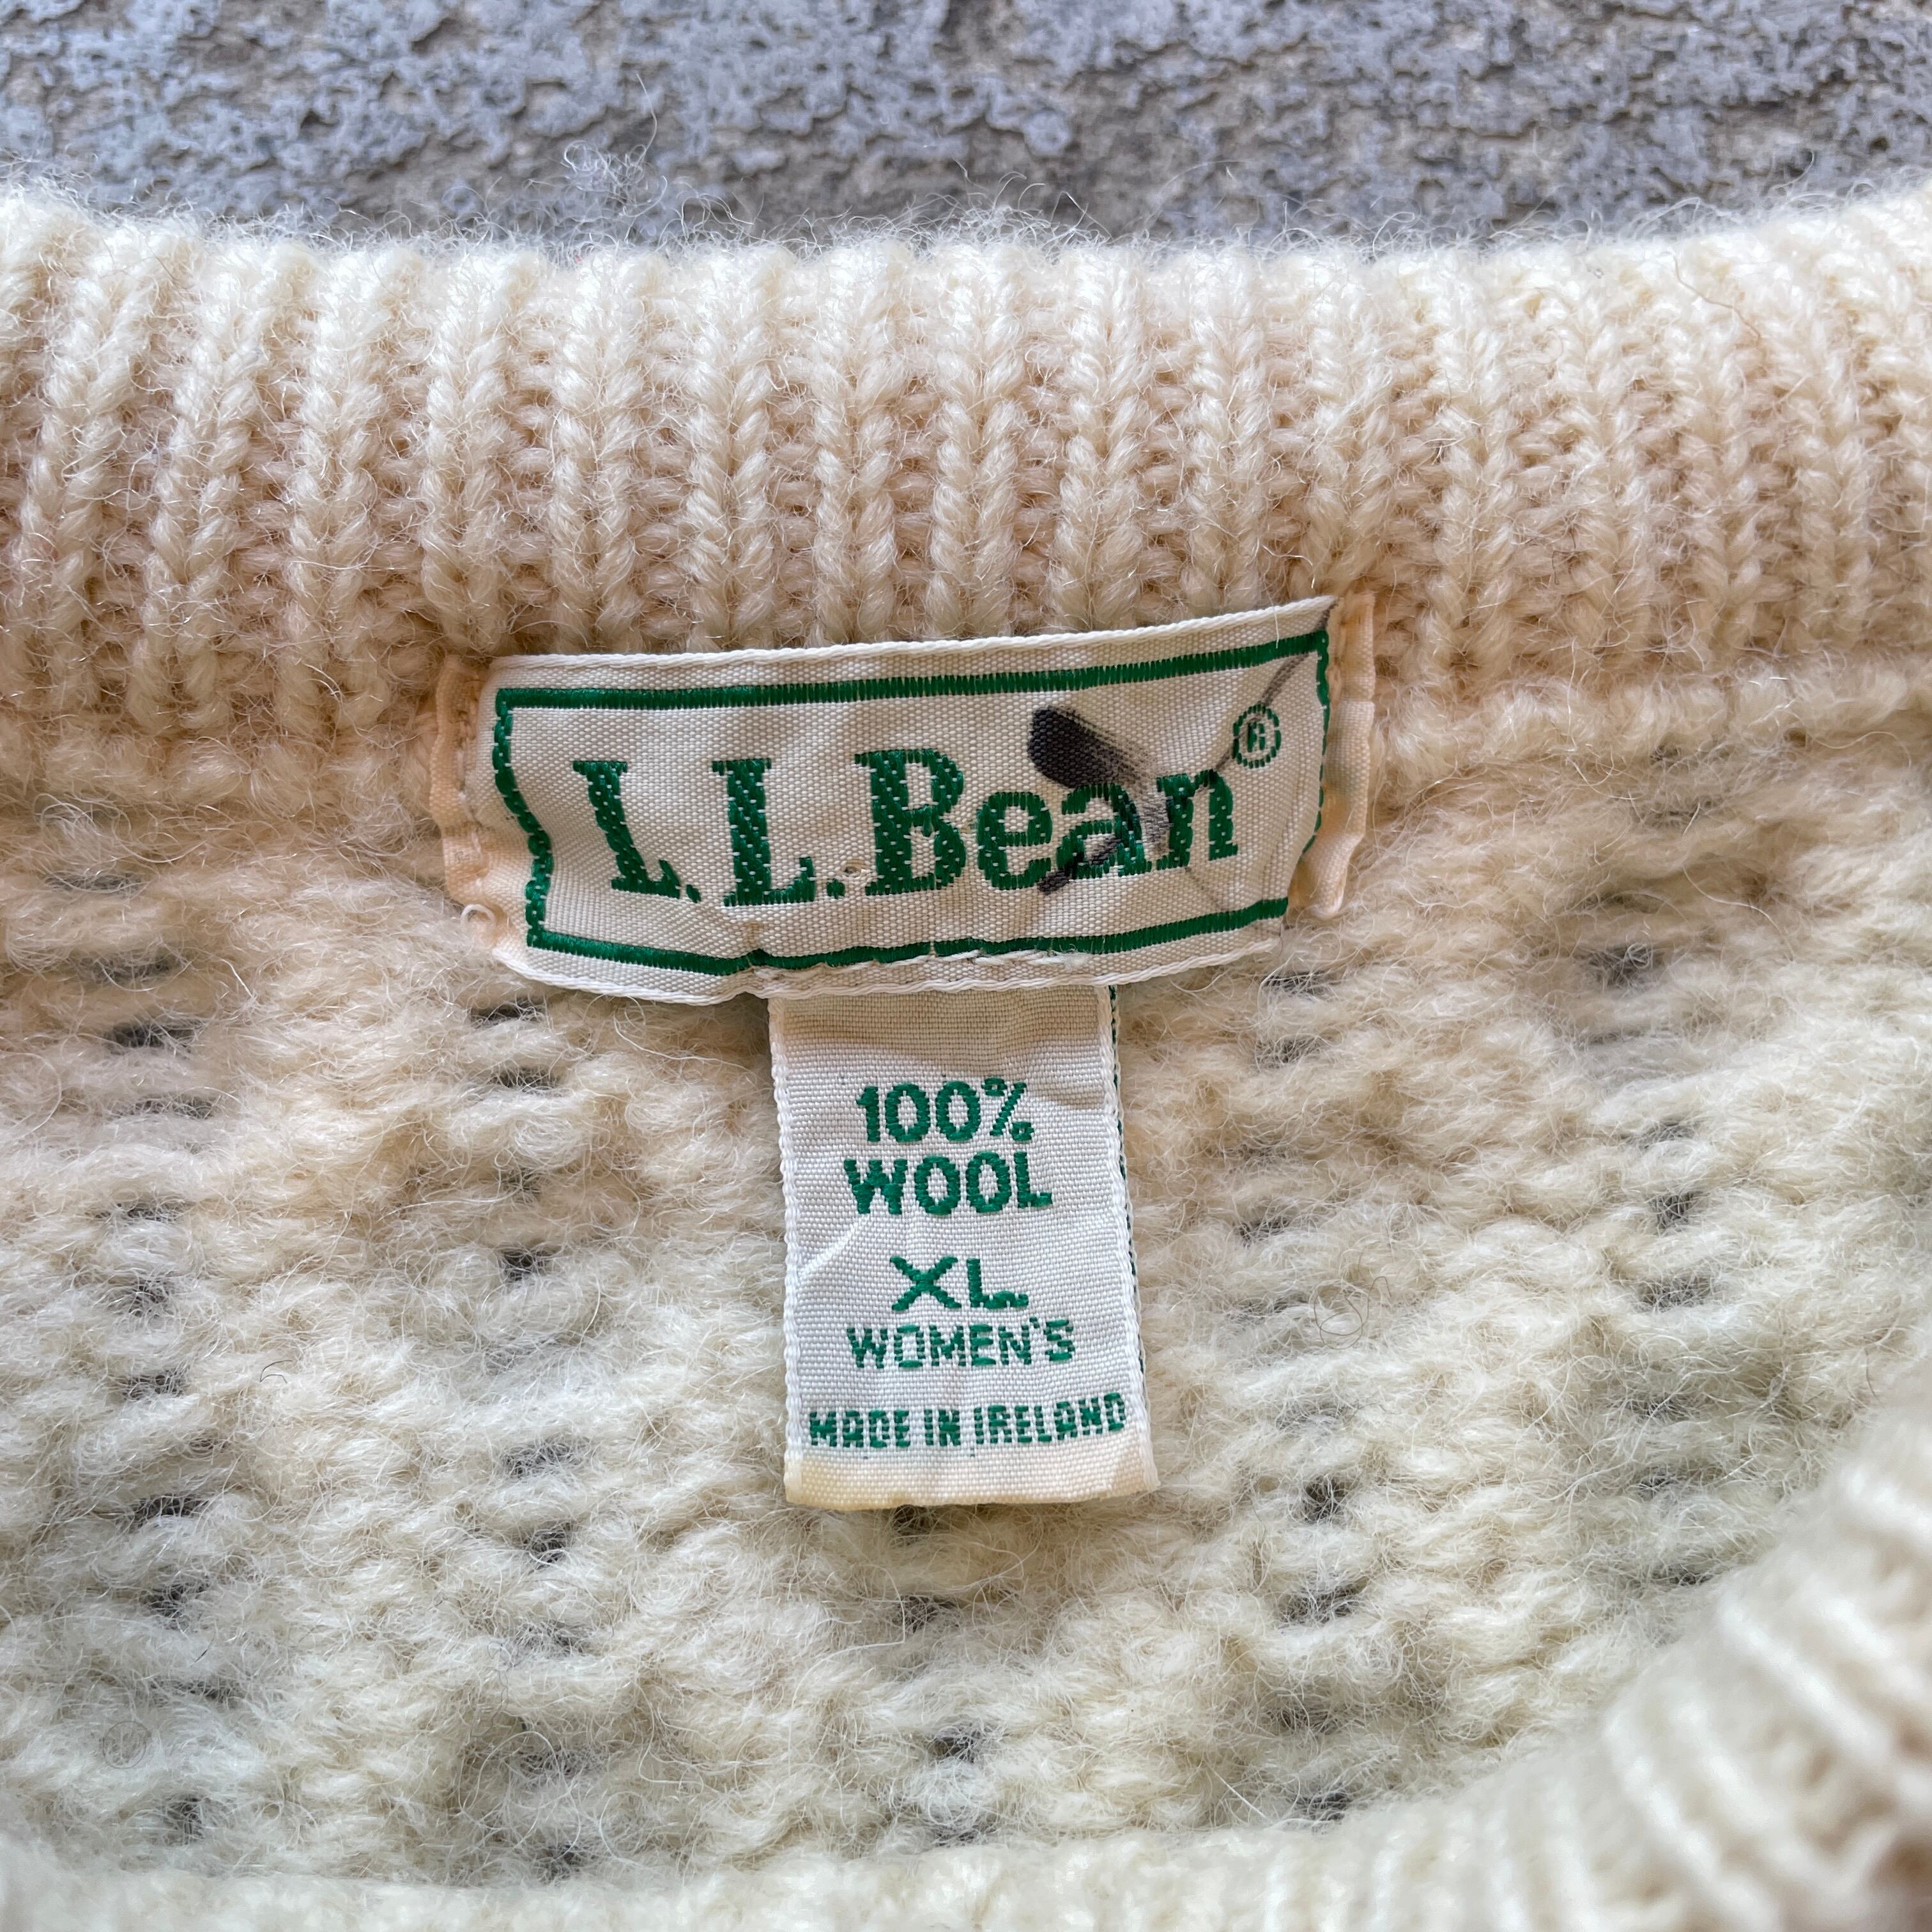 L.L.Bean®
100%
WOOL
XL
WOMEN'S
MADE IN IRELAND